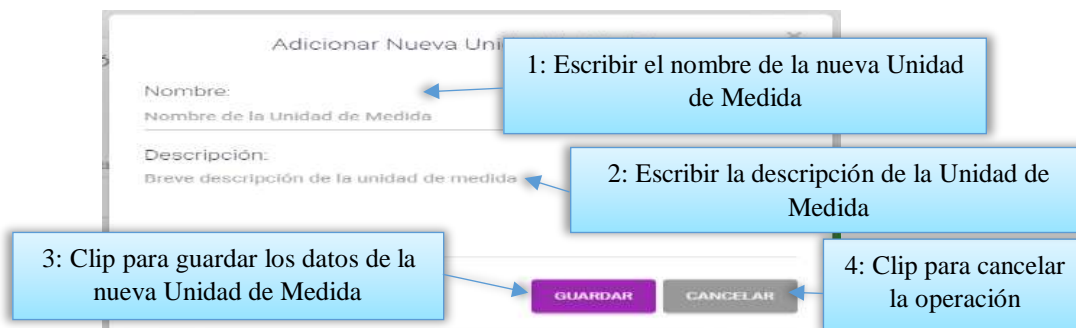 Adicionar Nueva Uni
1: Escribir el nombre de la nueva Unidad
de Medida
Nombre:
Nombre de la Unidad de Medida
Descripción:
Breve descripción de la unidad de medida
2: Escribir la descripción de la Unidad de
Medida
3: Clip para guardar los datos de la
nueva Unidad de Medida
GUARDAR CANCELAR
4: Clip para cancelar
la operación